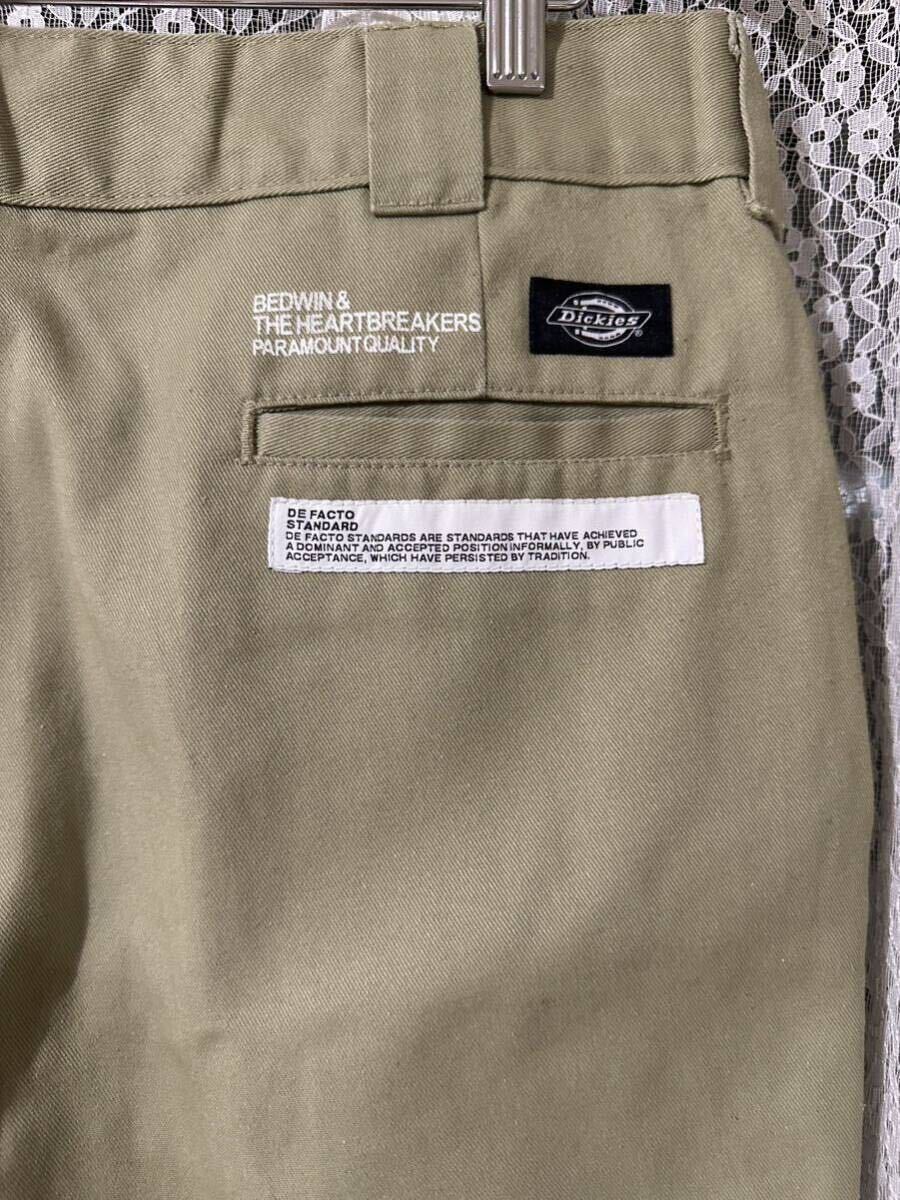 BEDWIN &
THE HEARTBREAKERS
PARAMOUNT QUALITY
Dickies
®
DE FACTO
STANDARD
DE FACTO STANDARDS ARE STANDARDS THAT HAVE ACHIEVED
A DOMINANT AND ACCEPTED POSITION INFORMALLY, BY PUBLIC
ACCEPTANCE, WHICH HAVE PERSISTED BY TRADITION.